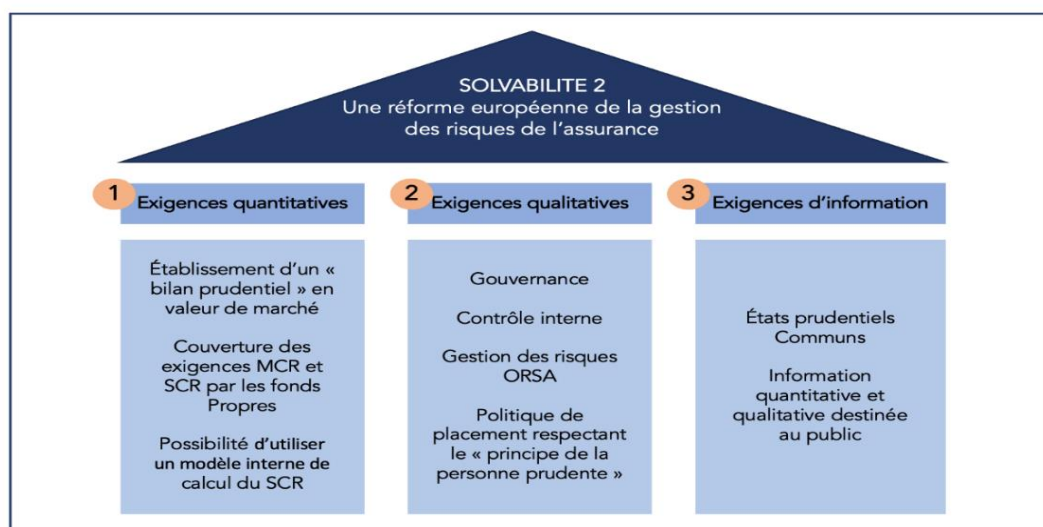 SOLVABILITE 2
Une réforme européenne de la gestion
des risques de l'assurance
1
Exigences quantitatives
Établissement d'un «
bilan prudentiel » en
valeur de marché
Couverture des
exigences MCR et
SCR par les fonds
Propres
Possibilité d'utiliser
un modèle interne de
calcul du SCR
2
Exigences qualitatives
Gouvernance
Contrôle interne
Gestion des risques
ORSA
Politique de
placement respectant
le « principe de la
personne prudente »
3
Exigences d'information
États prudentiels
Communs
Information
quantitative et
qualitative destinée
au public